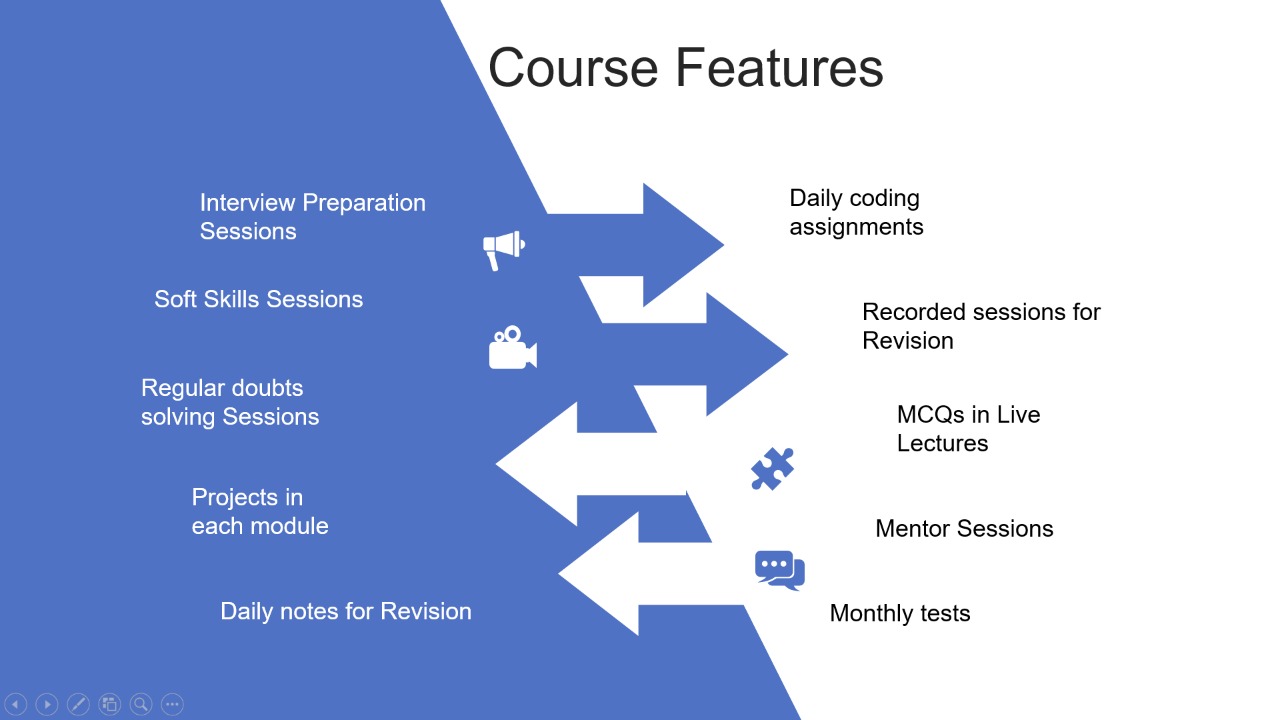 Course Features
Interview Preparation
Sessions
Soft Skills Sessions
Regular doubts
solving Sessions
Projects in
each module
Daily notes for Revision
Daily coding
assignments
Recorded sessions for
Revision
MCQs in Live
Lectures
Mentor Sessions
Monthly tests